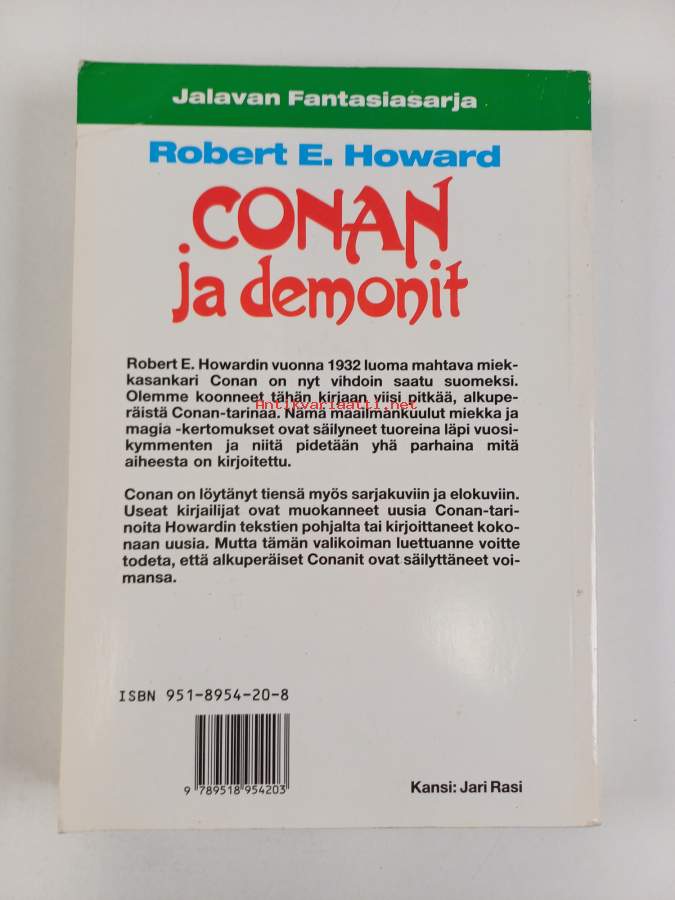 Jalavan Fantasiasarja
Robert E. Howard
CONAN
ja demonit
Robert E. Howardin vuonna 1932 luoma mahtava miek-
kasankari Conan on nyt vihdoin saatu suomeksi.
Olemme koonneet tähän kirjaan viisi pitkää, alkupe-
räistä Conan-tarinaa. Nämä maailmankuulut miekka ja
Antikvariaatti.net
magia -kertomukset ovat säilyneet tuoreina läpi vuosi-
kymmenten ja niitä pidetään yhä parhaina mitä
aiheesta on kirjoitettu.
Conan on löytänyt tiensä myös sarjakuviin ja elokuviin.
Useat kirjailijat ovat muokanneet uusia Conan-tari-
noita Howardin tekstien pohjalta tai kirjoittaneet koko-
naan uusia. Mutta tämän valikoiman luettuanne voitte
todeta, että alkuperäiset Conanit ovat säilyttäneet voi-
mansa.
ISBN 951-8954-20-8
9 789518 954203
Kansi: Jari Rasi